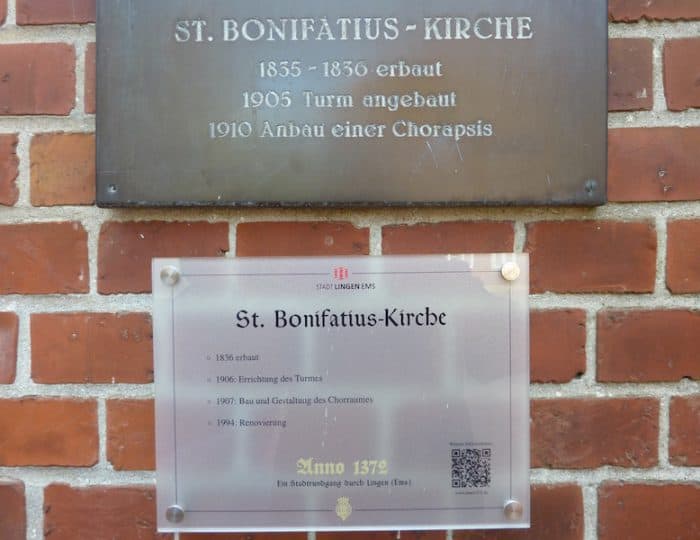 ST. BONIFATIUS-KIRCHE
1835 - 1836 erbaut
1905 Turm angebaut
1910 Anbau einer Chorapsis
STADT LINGEN EMS
St. Bonifatius-Kirche
1836 erbaut
1906: Errichtung des Turmes
1907: Bau und Gestaltung des Chorraumes
1994: Renovierung
Anno 1372
Ein Stadtrundgang durch Lingen (Ems)